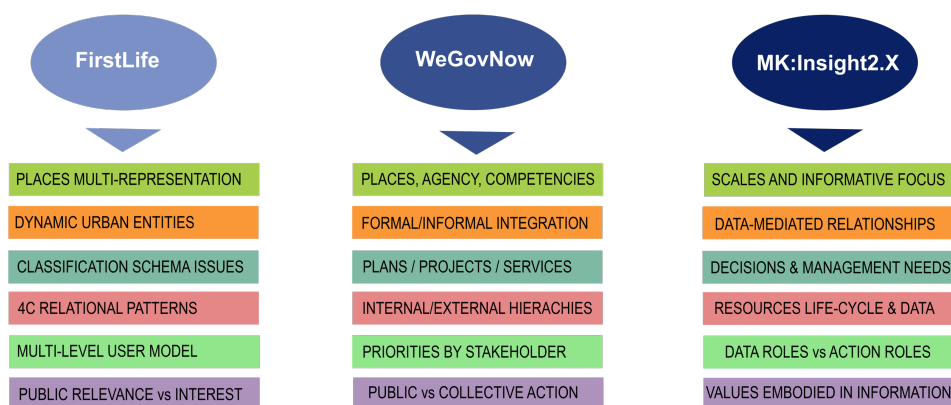 FirstLife
WeGovNow
MK:Insight2.X
PLACES MULTI-REPRESENTATION
PLACES, AGENCY, COMPETENCIES
SCALES AND INFORMATIVE FOCUS
DYNAMIC URBAN ENTITIES
FORMAL/INFORMAL INTEGRATION
DATA-MEDIATED RELATIONSHIPS
CLASSIFICATION SCHEMA ISSUES
PLANS / PROJECTS / SERVICES
DECISIONS & MANAGEMENT NEEDS
4C RELATIONAL PATTERNS
INTERNAL/EXTERNAL HIERACHIES
RESOURCES LIFE-CYCLE & DATA
MULTI-LEVEL USER MODEL
PRIORITIES BY STAKEHOLDER
DATA ROLES vs ACTION ROLES
PUBLIC RELEVANCE vs INTEREST
PUBLIC vs COLLECTIVE ACTION
VALUES EMBODIED IN INFORMATION